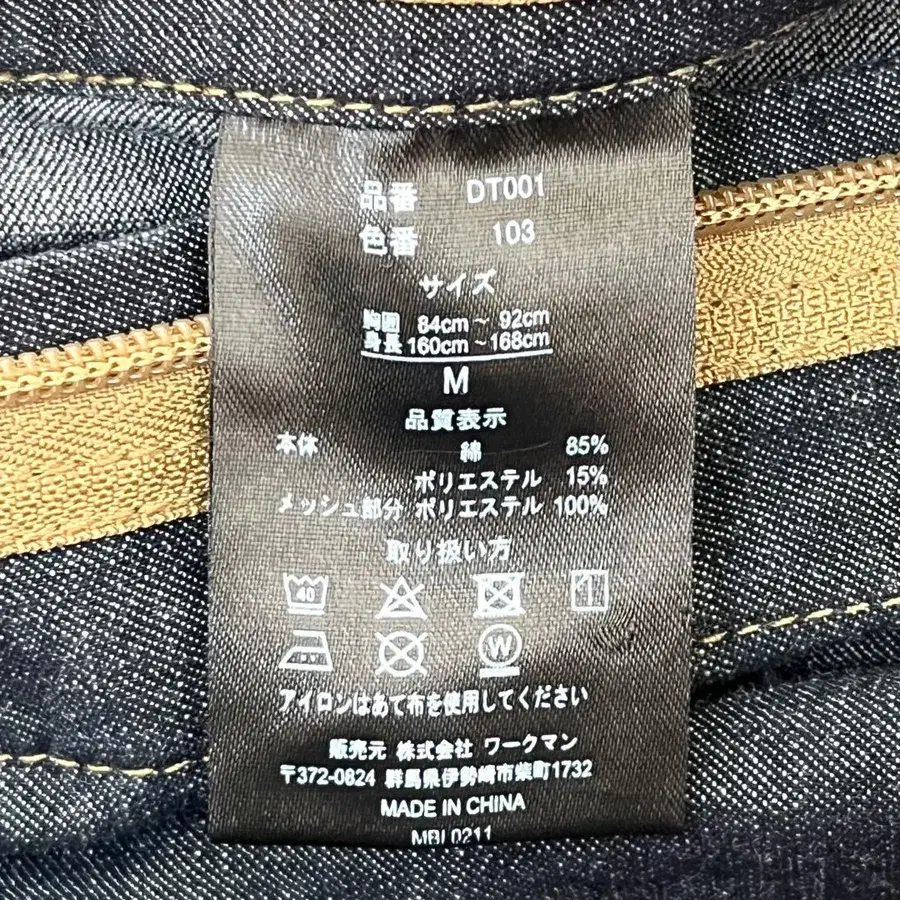 品番 DT001
色番 103
サイズ
胸囲 84cm～ 92cm
身長 160cm～168cm
M
品質表示
本体 綿 85%
ポリエステル 15%
メッシュ部分 ポリエステル 100%
取り扱い方
40
W
アイロンはあて布を使用してください
販売元 株式会社 ワークマン
〒372-0824 群馬県伊勢崎市柴町1732
MADE IN CHINA
MBL0211